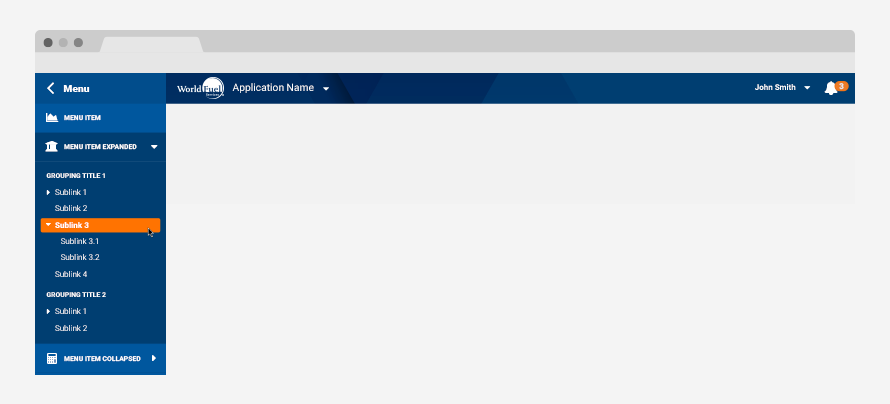 Menu
World Fuel Services
Application Name
John Smith
3
MENU ITEM
MENU ITEM EXPANDED
GROUPING TITLE 1
Sublink 1
Sublink 2
Sublink 3
Sublink 3.1
Sublink 3.2
Sublink 4
GROUPING TITLE 2
Sublink 1
Sublink 2
MENU ITEM COLLAPSED